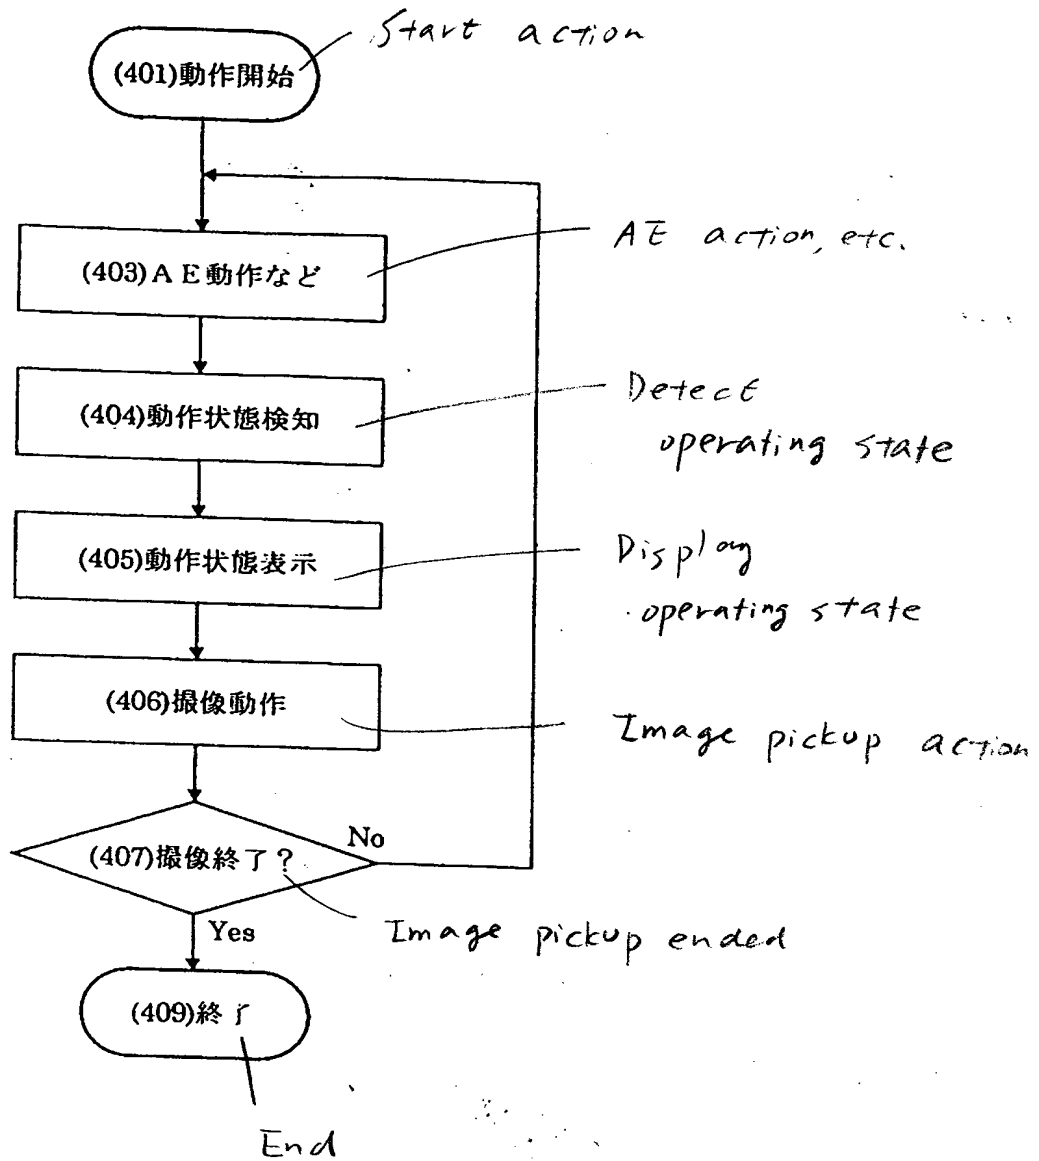 Start action
(401)動作開始
AE action, etc.
(403)AE動作など
Detect
operating state
(404)動作状態検知
Display
operating state
(405)動作状態表示
(406)撮像動作
Image pickup action
No
(407)撮像終了?
Yes
Image pickup ended
(409)終了
End